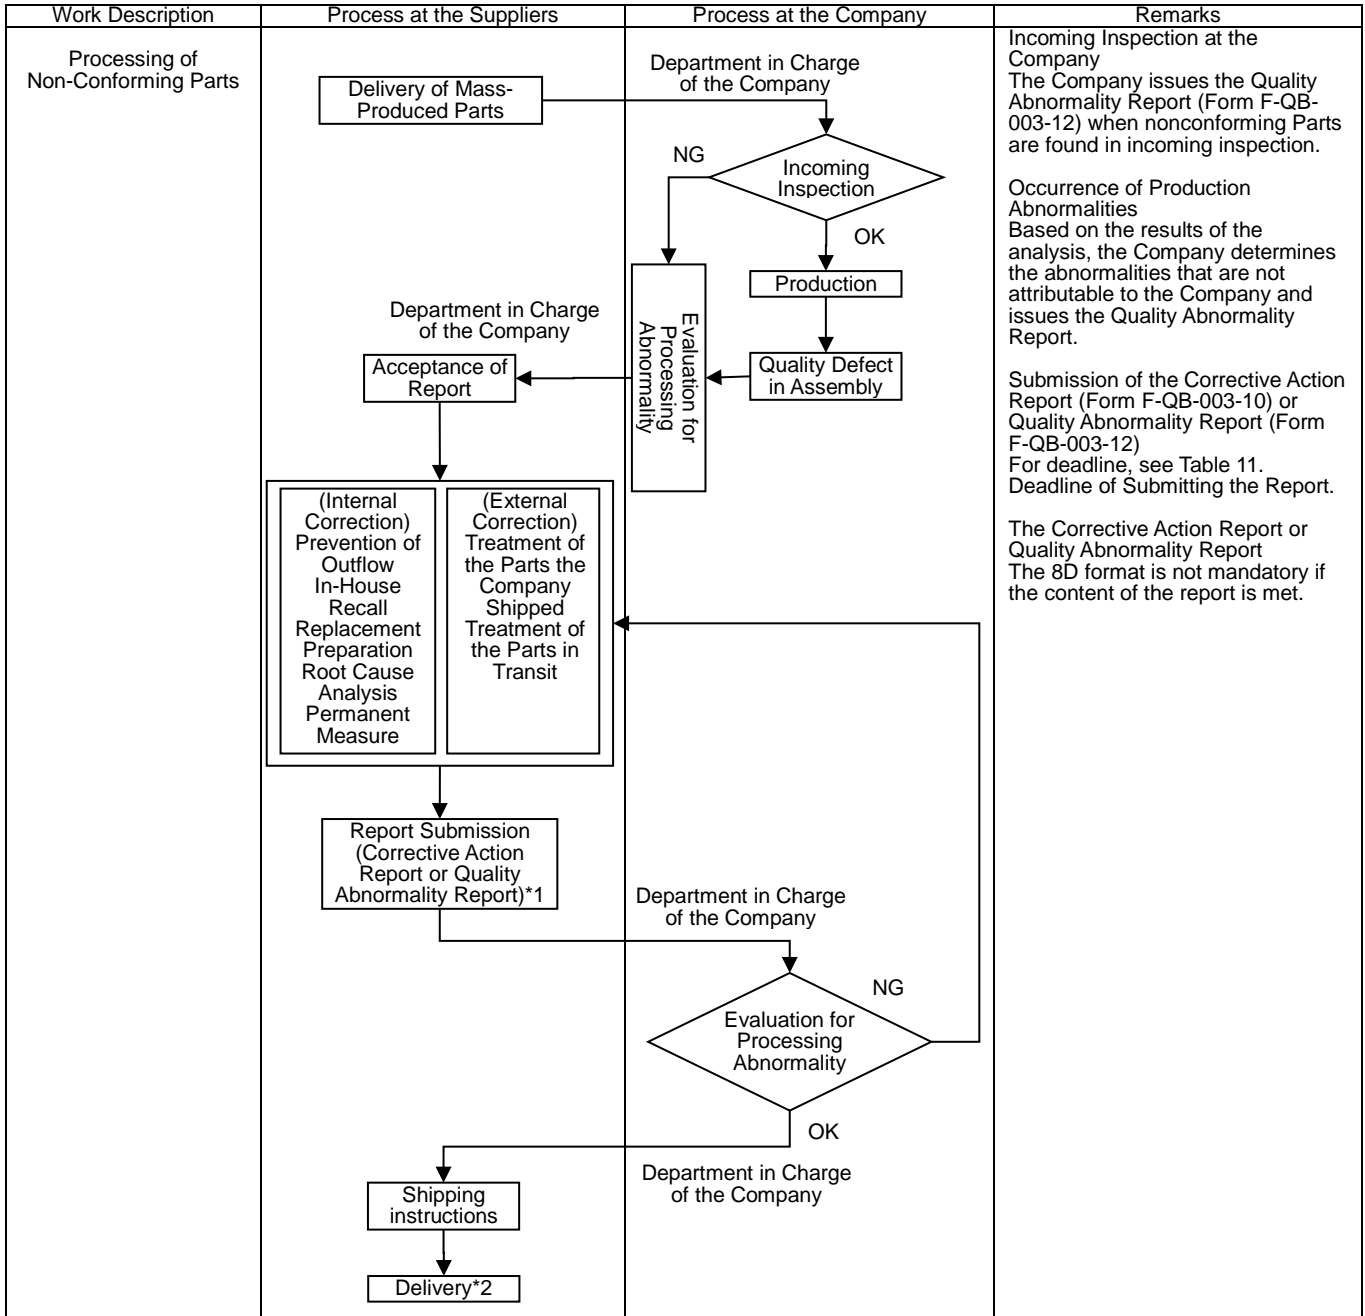 Work Description
Process at the Suppliers
Process at the Company
Remarks
Processing of
Non-Conforming Parts
Delivery of Mass-
Produced Parts
Department in Charge
of the Company
NG
Incoming
Inspection
OK
Production
Quality Defect
in Assembly
Evaluation for
Processing
Abnormality
Department in Charge
of the Company
Acceptance of
Report
(Internal
Correction)
Prevention of
Outflow
In-House
Recall
Replacement
Preparation
Root Cause
Analysis
Permanent
Measure
(External
Correction)
Treatment of
the Parts the
Company
Shipped
Treatment of
the Parts in
Transit
Report Submission
(Corrective Action
Report or Quality
Abnormality Report)*1
Department in Charge
of the Company
NG
Evaluation for
Processing
Abnormality
OK
Department in Charge
of the Company
Shipping
instructions
Delivery*2
Incoming Inspection at the
Company
The Company issues the Quality
Abnormality Report (Form F-QB-
003-12) when nonconforming Parts
are found in incoming inspection.
Occurrence of Production
Abnormalities
Based on the results of the
analysis, the Company determines
the abnormalities that are not
attributable to the Company and
issues the Quality Abnormality
Report.
Submission of the Corrective Action
Report (Form F-QB-003-10) or
Quality Abnormality Report (Form
F-QB-003-12)
For deadline, see Table 11.
Deadline of Submitting the Report.
The Corrective Action Report or
Quality Abnormality Report
The 8D format is not mandatory if
the content of the report is met.